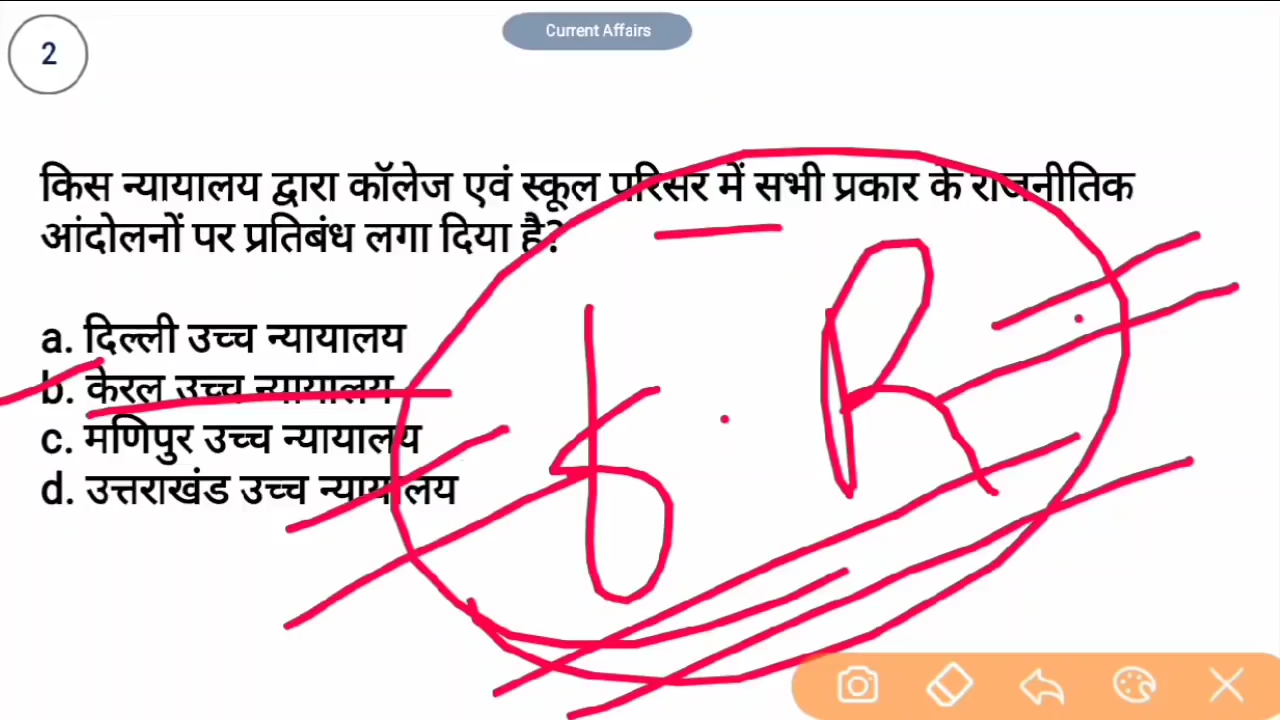 2
Current Affairs
किस न्यायालय द्वारा कॉलेज एवं स्कूल परिसर में सभी प्रकार के राजनीतिक
आंदोलनों पर प्रतिबंध लगा दिया है?
a. दिल्ली उच्च न्यायालय
b. केरल उच्च न्यायालय
c. मणिपुर उच्च न्यायालय
d. उत्तराखंड उच्च न्यायालय